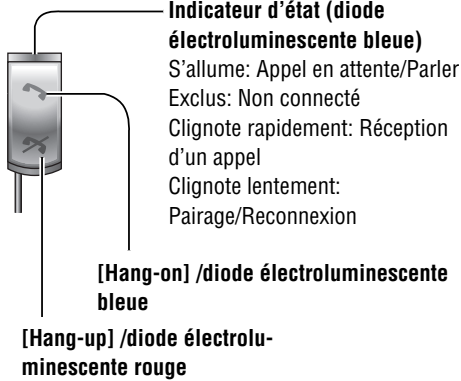 Indicateur d'état (diode
électroluminescente bleue)
S'allume: Appel en attente/Parler
Exclus: Non connecté
Clignote rapidement: Réception
d'un appel
Clignote lentement:
Pairage/Reconnexion
[Hang-on] /diode électroluminescente
bleue
[Hang-up] /diode électrolu-
minescente rouge